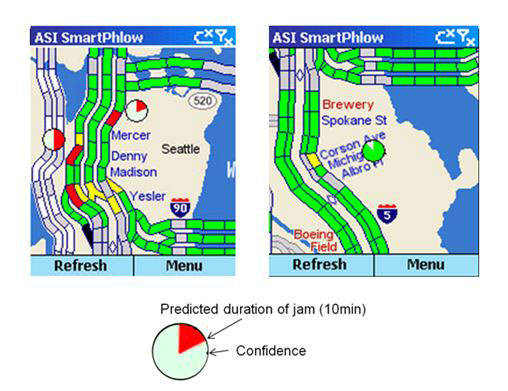 ASI SmartPhlow
520
Mercer
Denny
Seattle
Madison
Yesler
90
Refresh Menu
ASI SmartPhlow
Brewery
Spokane St
Corson Ave
Albro Pl
5
Boeing
Field
Refresh Menu
Predicted duration of jam (10min)
Confidence